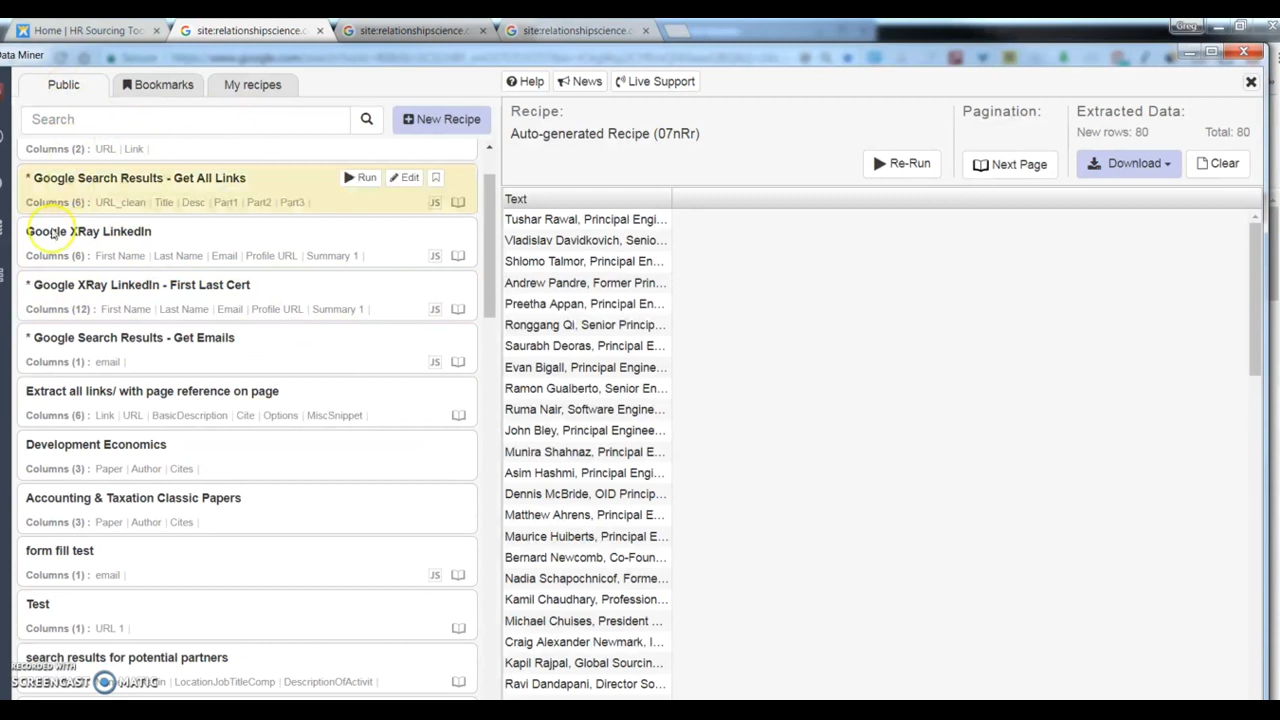 Home | HR Sourcing Too
site:relationshipscience.c
site:relationshipscience.c
site:relationshipscience.c
Greg
Data Miner
Public
Bookmarks
My recipes
Help
News
Live Support
Search
New Recipe
Recipe:
Auto-generated Recipe (07nRr)
Pagination:
Extracted Data:
New rows: 80
Total: 80
Re-Run
Next Page
Download
Clear
Columns (2) : URL | Link |
* Google Search Results - Get All Links
Run
Edit
Columns (6) : URL_clean | Title | Desc | Part1 | Part2 | Part3 |
JS
Google XRay LinkedIn
Columns (6) : First Name | Last Name | Email | Profile URL | Summary 1 |
JS
* Google XRay LinkedIn - First Last Cert
Columns (12) : First Name | Last Name | Email | Profile URL | Summary 1 |
JS
* Google Search Results - Get Emails
Columns (1) : email |
JS
Extract all links/ with page reference on page
Columns (6) : Link | URL | BasicDescription | Cite | Options | MiscSnippet |
Development Economics
Columns (3) : Paper | Author | Cites |
Accounting & Taxation Classic Papers
Columns (3) : Paper | Author | Cites |
form fill test
Columns (1) : email |
JS
Test
Columns (1) : URL 1 |
search results for potential partners
LocationJobTitleComp | DescriptionOfActivit |
RECORDED WITH
SCREENCAST MATIC
Text
Tushar Rawal, Principal Engi...
Vladislav Davidkovich, Senio...
Shlomo Talmor, Principal En...
Andrew Pandre, Former Prin...
Preetha Appan, Principal En...
Ronggang Qi, Senior Princip...
Saurabh Deoras, Principal E...
Evan Bigall, Principal Engine...
Ramon Gualberto, Senior En...
Ruma Nair, Software Engine...
John Bley, Principal Enginee...
Munira Shahnaz, Principal E...
Asim Hashmi, Principal Engi...
Dennis McBride, OID Princip...
Matthew Ahrens, Principal E...
Maurice Huiberts, Principal E...
Bernard Newcomb, Co-Foun...
Nadia Schapochnicof, Forme...
Kamil Chaudhary, Profession...
Michael Chuises, President ...
Craig Alexander Newmark, I...
Kapil Rajpal, Global Sourcin...
Ravi Dandapani, Director So...